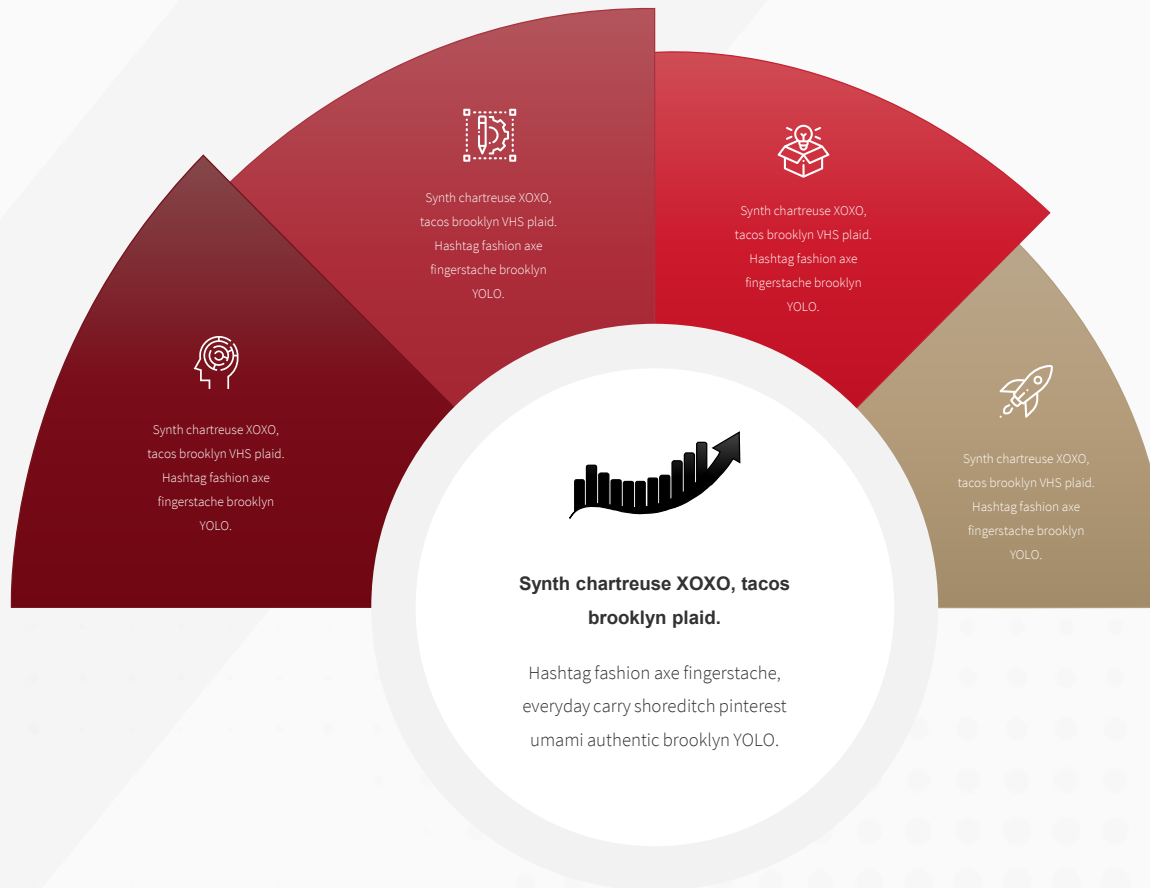 Synth chartreuse XOXO,
tacos brooklyn VHS plaid.
Hashtag fashion axe
fingerstache brooklyn
YOLO.
Synth chartreuse XOXO,
tacos brooklyn VHS plaid.
Hashtag fashion axe
fingerstache brooklyn
YOLO.
Synth chartreuse XOXO,
tacos brooklyn VHS plaid.
Hashtag fashion axe
fingerstache brooklyn
YOLO.
Synth chartreuse XOXO,
tacos brooklyn VHS plaid.
Hashtag fashion axe
fingerstache brooklyn
YOLO.
Synth chartreuse XOXO, tacos
brooklyn plaid.
Hashtag fashion axe fingerstache,
everyday carry shoreditch pinterest
umami authentic brooklyn YOLO.